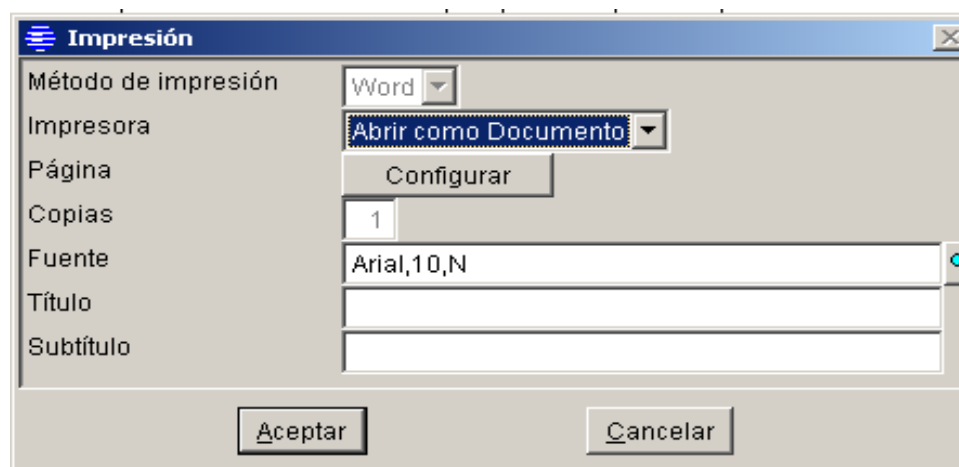 Impresión
Método de impresión Word
Impresora Abrir como Documento
Página Configurar
Copias 1
Fuente Arial,10,N
Título
Subtítulo
Aceptar Cancelar